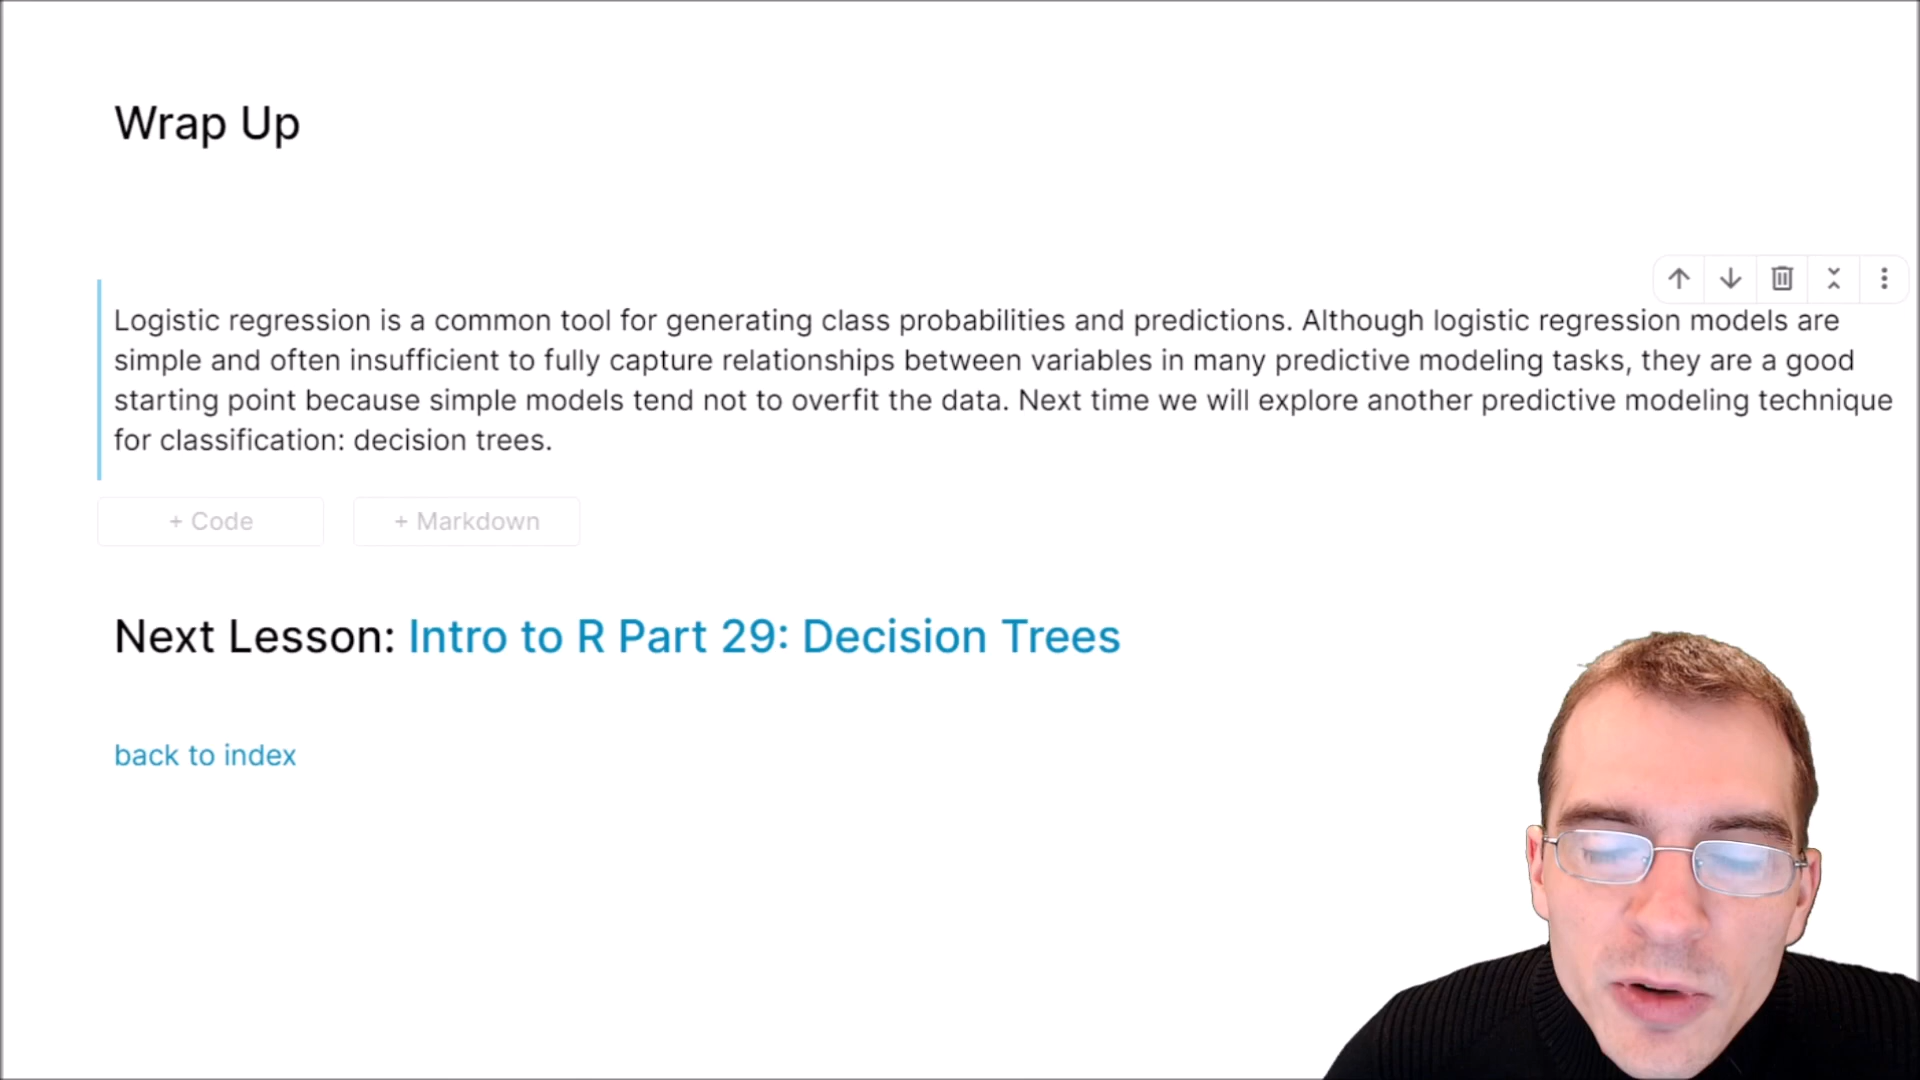 Wrap Up
Logistic regression is a common tool for generating class probabilities and predictions. Although logistic regression models are
simple and often insufficient to fully capture relationships between variables in many predictive modeling tasks, they are a good
starting point because simple models tend not to overfit the data. Next time we will explore another predictive modeling technique
for classification: decision trees.
+ Code
+ Markdown
Next Lesson: Intro to R Part 29: Decision Trees
back to index